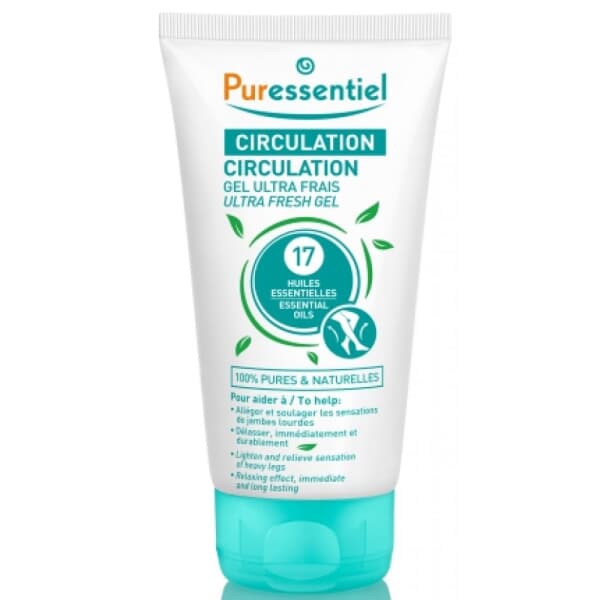 Puressentiel
CIRCULATION
CIRCULATION
GEL ULTRA FRAIS
ULTRA FRESH GEL
17
HUILES
ESSENTIELLES
ESSENTIAL
OILS
100% PURES & NATURELLES
Pour aider à / To help:
• Alléger et soulager les sensations
de jambes lourdes
• Délasser, immédiatement et
durablement
• Lighten and relieve sensation
of heavy legs
• Relaxing effect, immediate
and long lasting